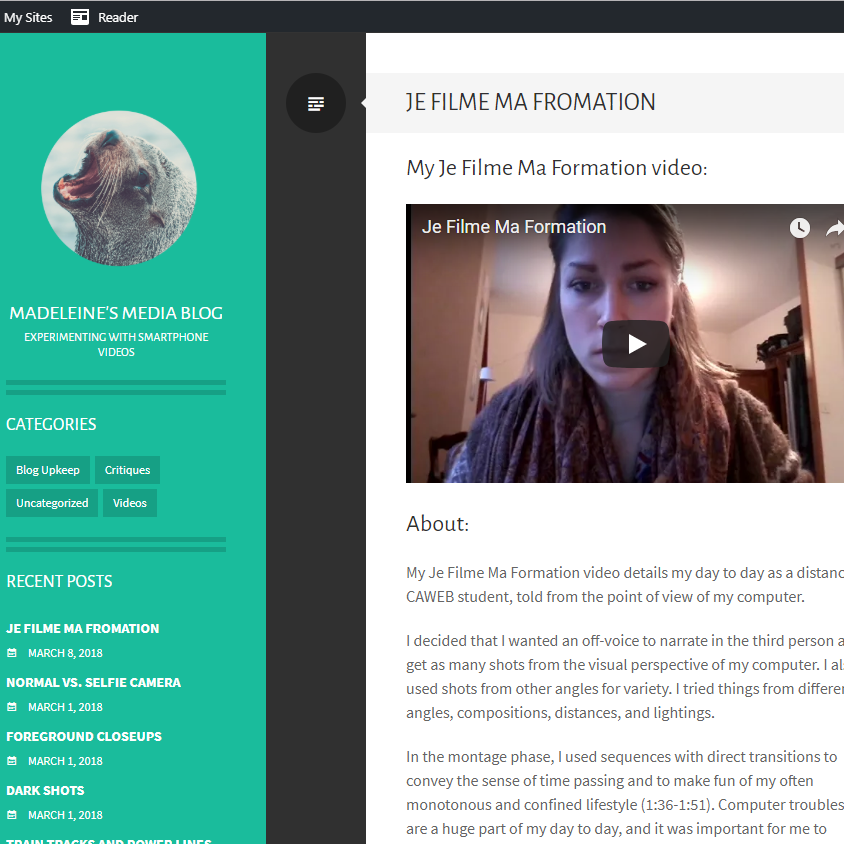 My Sites
Reader
MADELEINE'S MEDIA BLOG
EXPERIMENTING WITH SMARTPHONE
VIDEOS
CATEGORIES
Blog Upkeep
Critiques
Uncategorized
Videos
RECENT POSTS
JE FILME MA FROMATION
MARCH 8, 2018
NORMAL VS. SELFIE CAMERA
MARCH 1, 2018
FOREGROUND CLOSEUPS
MARCH 1, 2018
DARK SHOTS
MARCH 1, 2018
TRAIN TRACKS AND POWER LINES
JE FILME MA FROMATION
My Je Filme Ma Formation video:
Je Filme Ma Formation
About:
My Je Filme Ma Formation video details my day to day as a distanc
CAWEB student, told from the point of view of my computer.
I decided that I wanted an off-voice to narrate in the third person a
get as many shots from the visual perspective of my computer. I al
used shots from other angles for variety. I tried things from differe
angles, compositions, distances, and lightings.
In the montage phase, I used sequences with direct transitions to
convey the sense of time passing and to make fun of my often
monotonous and confined lifestyle (1:36-1:51). Computer troubles
are a huge part of my day to day, and it was important for me to